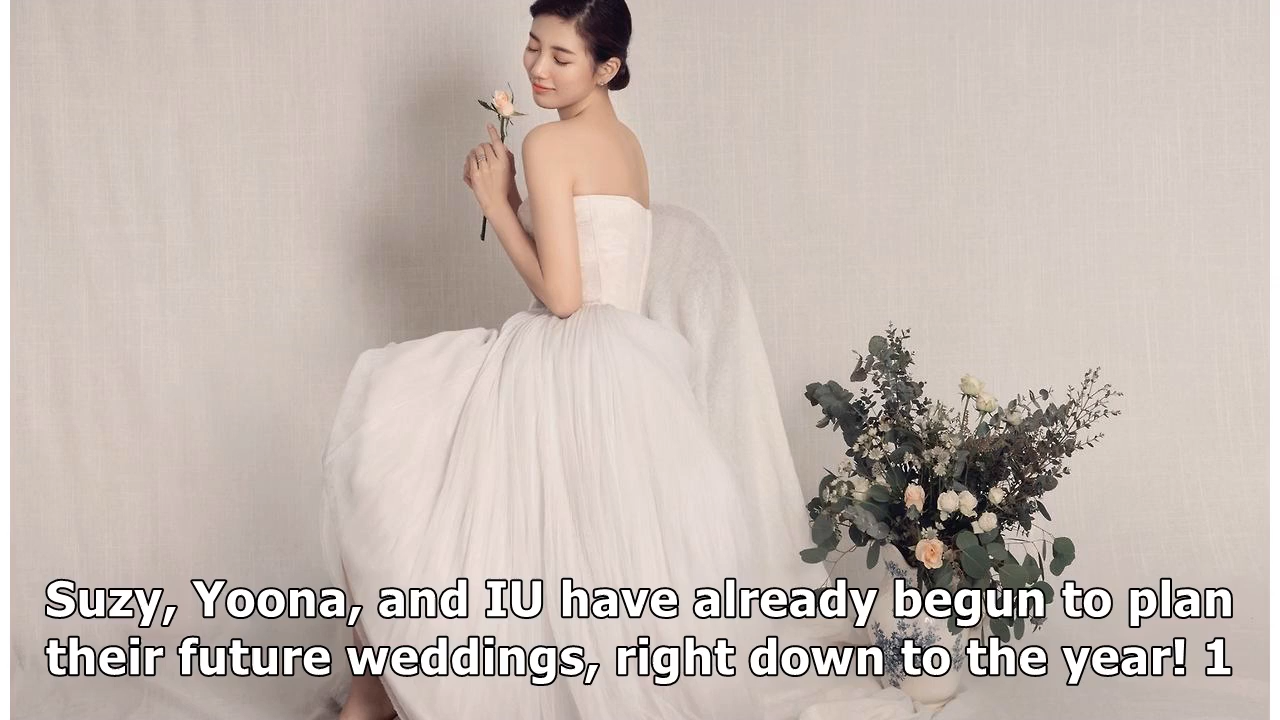 Suzy, Yoona, and IU have already begun to plan
their future weddings, right down to the year! 1